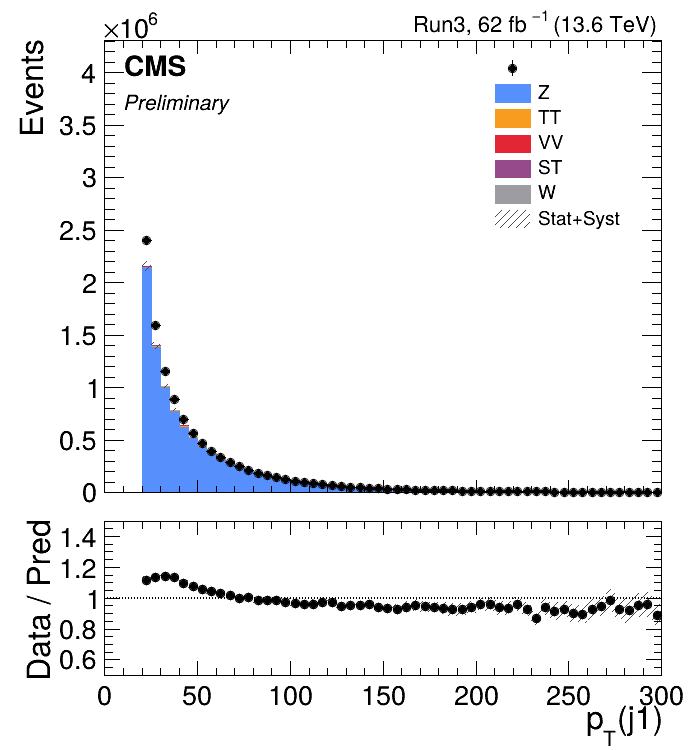 ×10⁶
Run3, 62 fb⁻¹ (13.6 TeV)
Events
CMS
Preliminary
Z
TT
VV
ST
W
Stat+Syst
4
3.5
3
2.5
2
1.5
1
0.5
0
Data / Pred
1.4
1.2
1
0.8
0.6
0 50 100 150 200 250 300
p_T(j1)